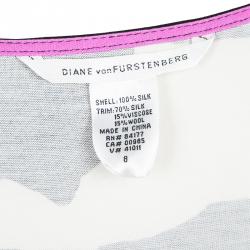 DIANE VON FURSTENBERG
SHELL: 100% SILK
TRIM: 70% SILK
15% VISCOSE
15% WOOL
MADE IN CHINA
RN# 84177
CA# 00965
V# 41011
8